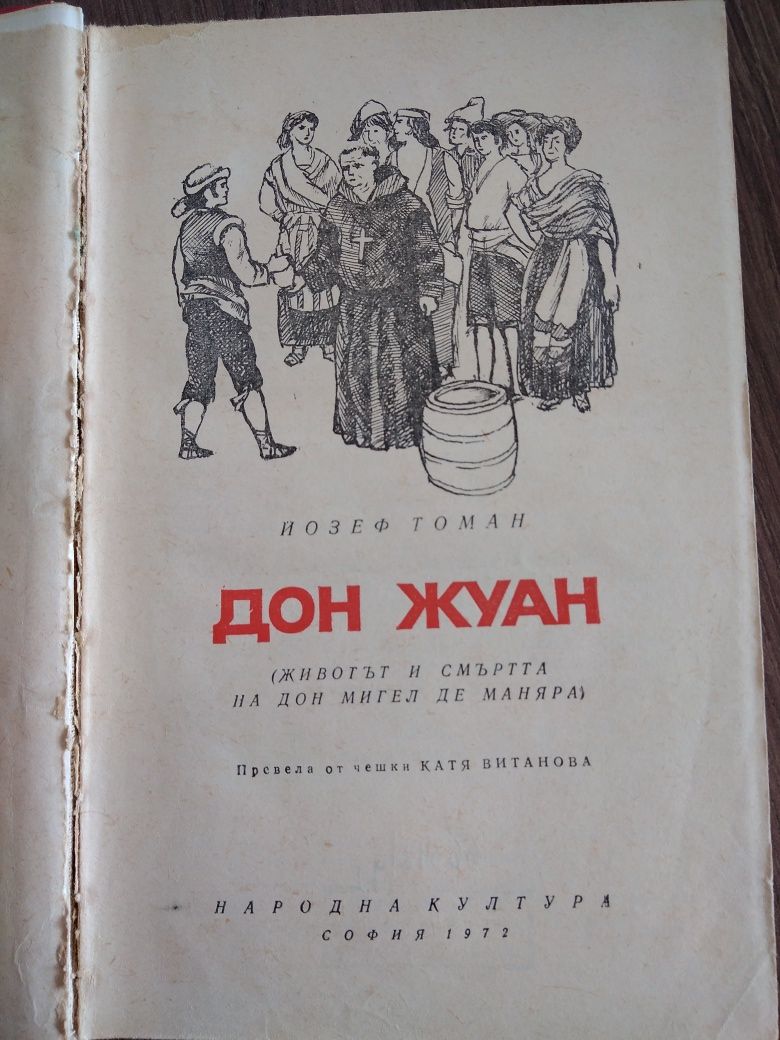 ЙОЗЕФ ТОМАН
ДОН ЖУАН
(ЖИВОТЪТ И СМЪРТТА
НА ДОН МИГЕЛ ДЕ МАНЯРА)
Превела от чешки КАТЯ ВИТАНОВА
НАРОДНА КУЛТУРА
СОФИЯ 1972